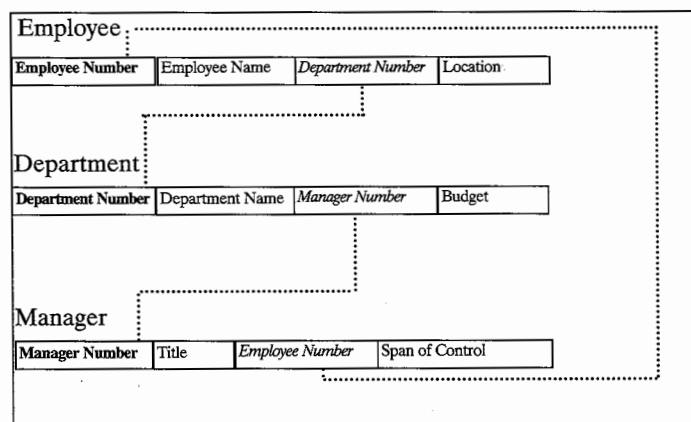 Employee
Employee Number Employee Name Department Number Location
Department
Department Number Department Name Manager Number Budget
Manager
Manager Number Title Employee Number Span of Control